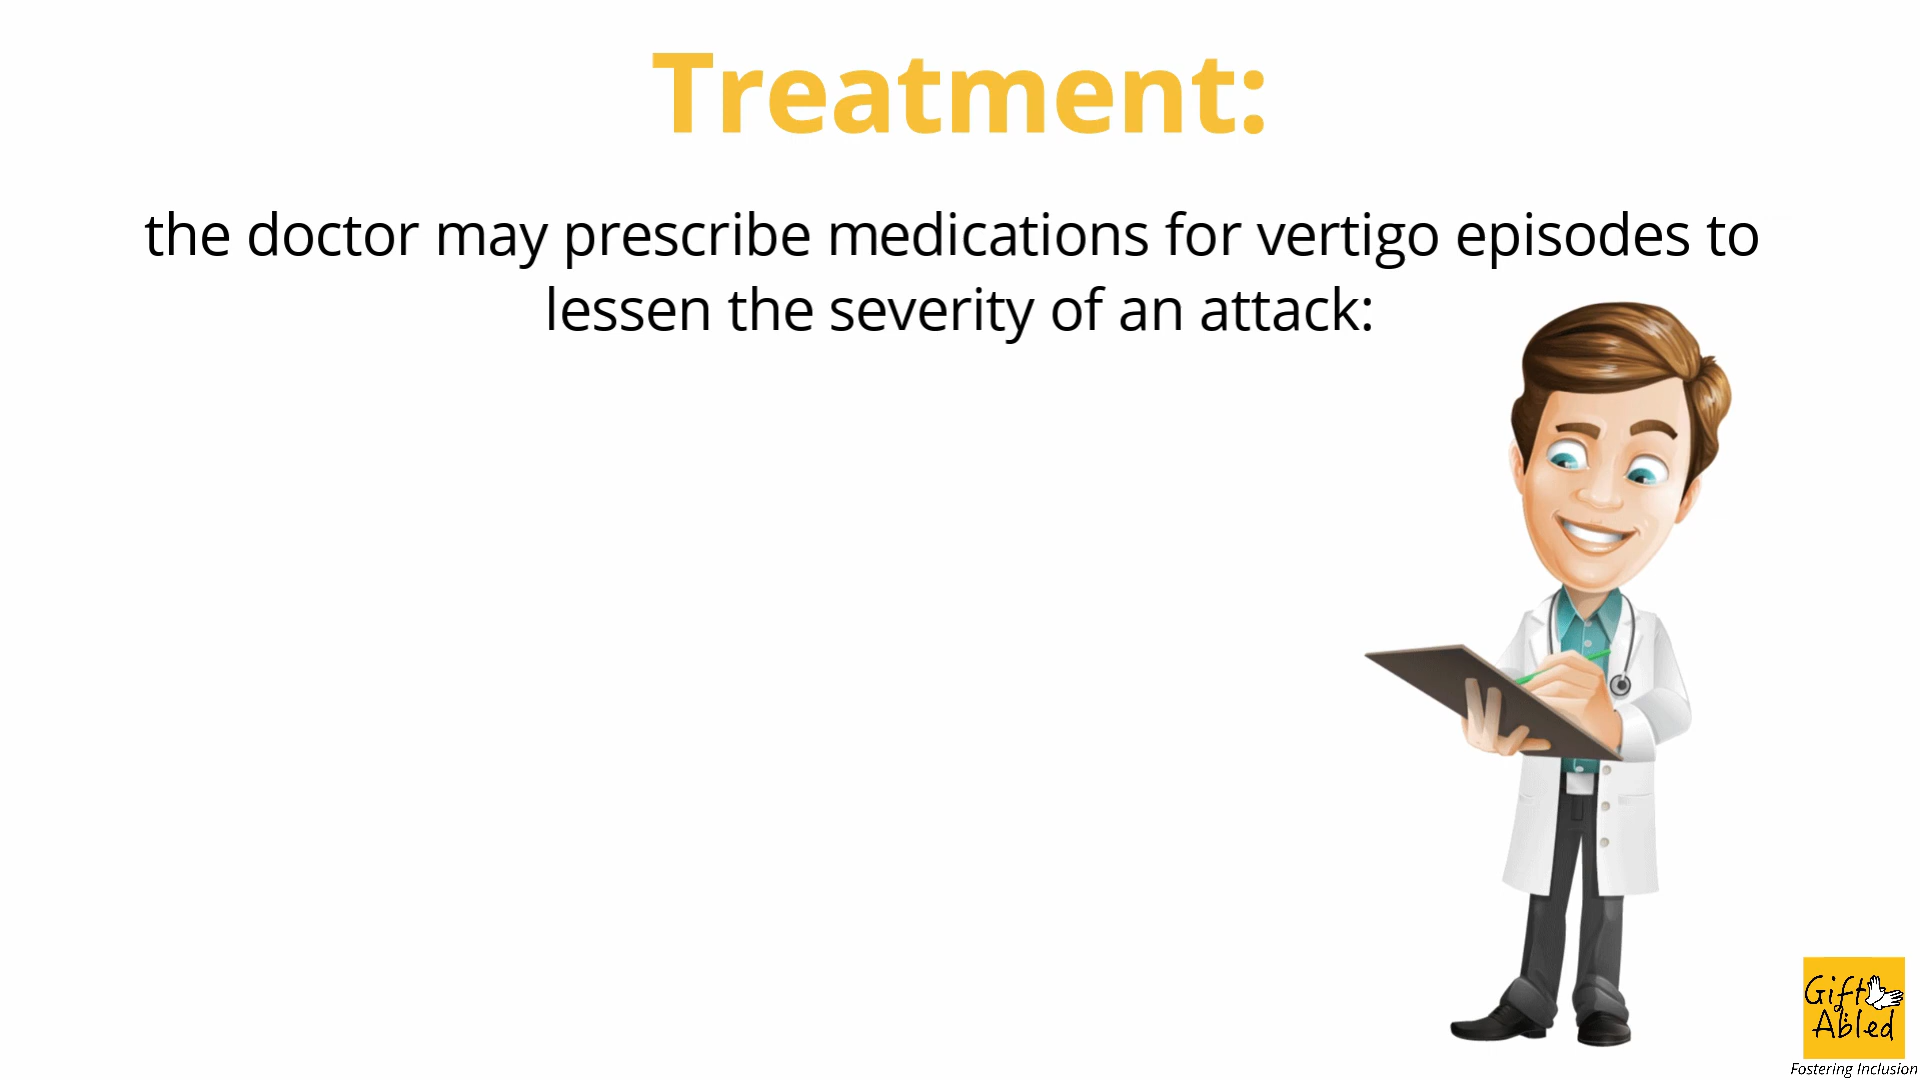 Treatment:
the doctor may prescribe medications for vertigo episodes to
lessen the severity of an attack:
Gift
Abled
Fostering Inclusion